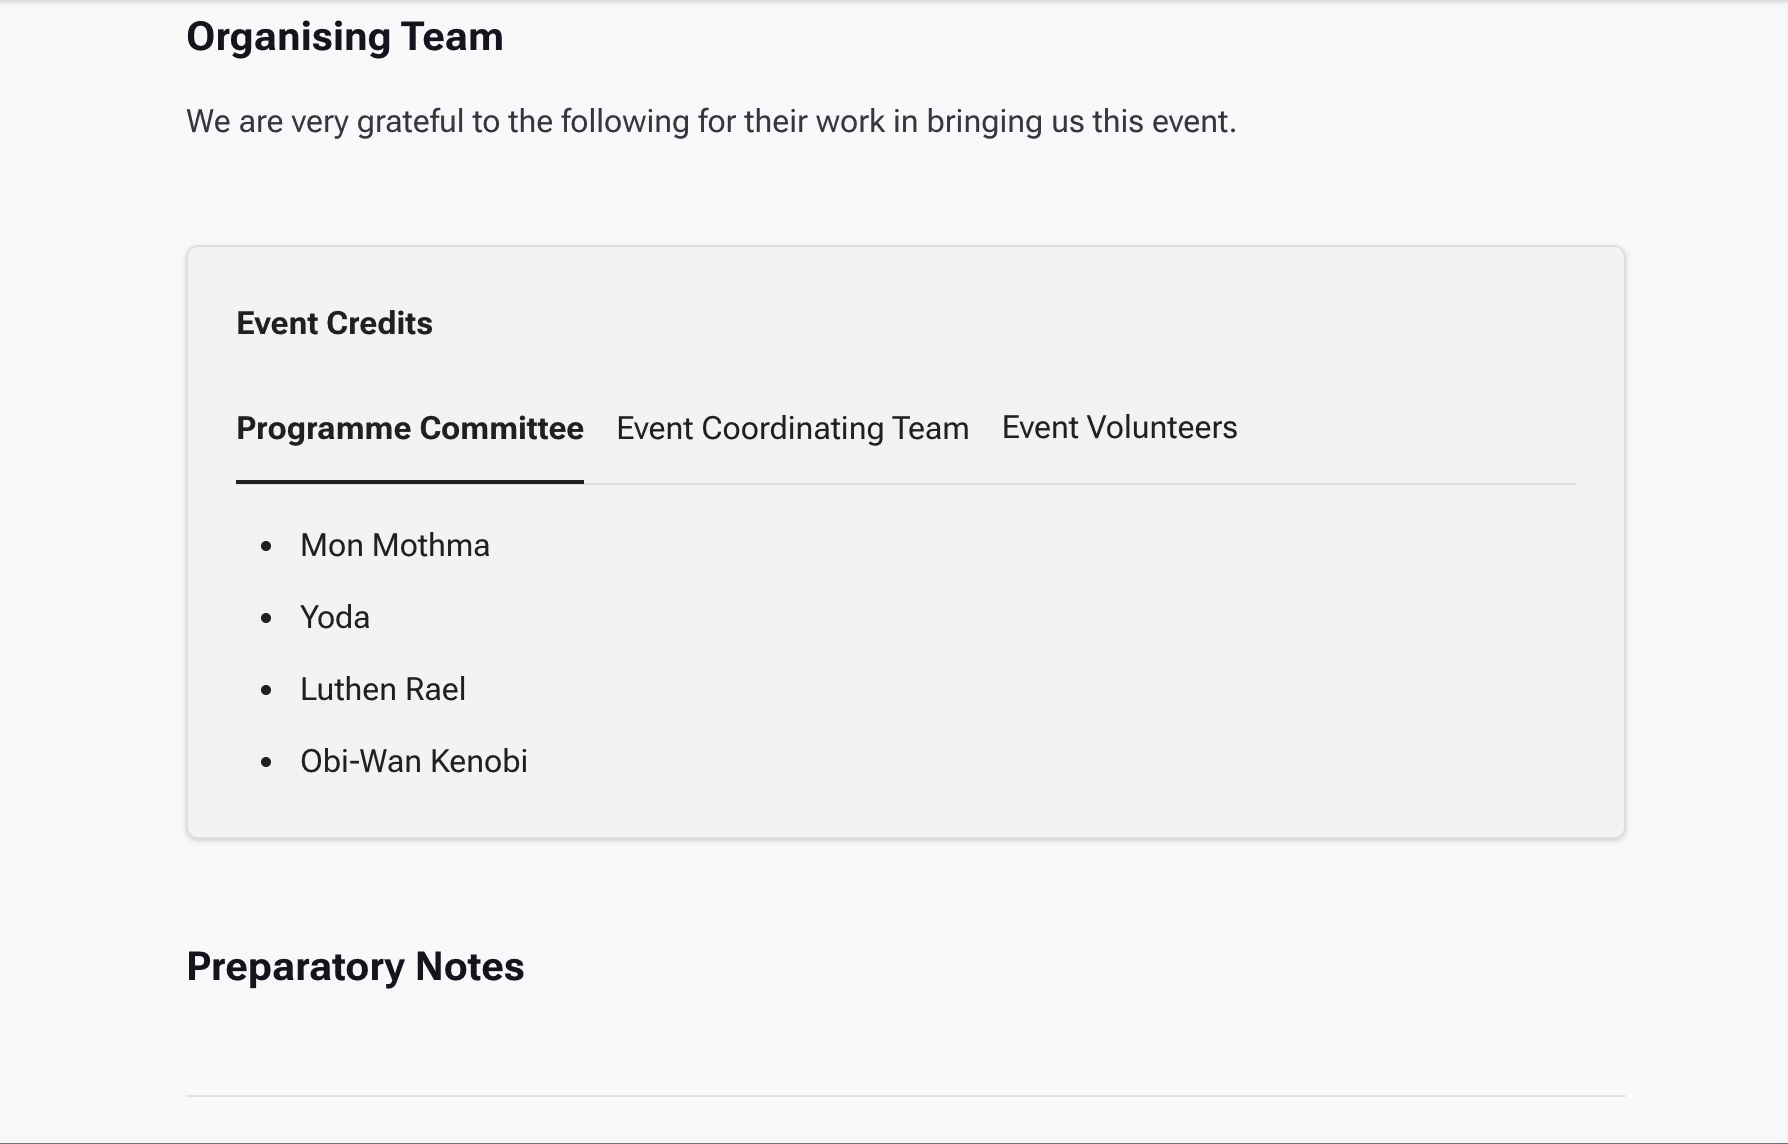 Organising Team
We are very grateful to the following for their work in bringing us this event.
Event Credits
Programme Committee Event Coordinating Team Event Volunteers
Mon Mothma
Yoda
Luthen Rael
Obi-Wan Kenobi
Preparatory Notes